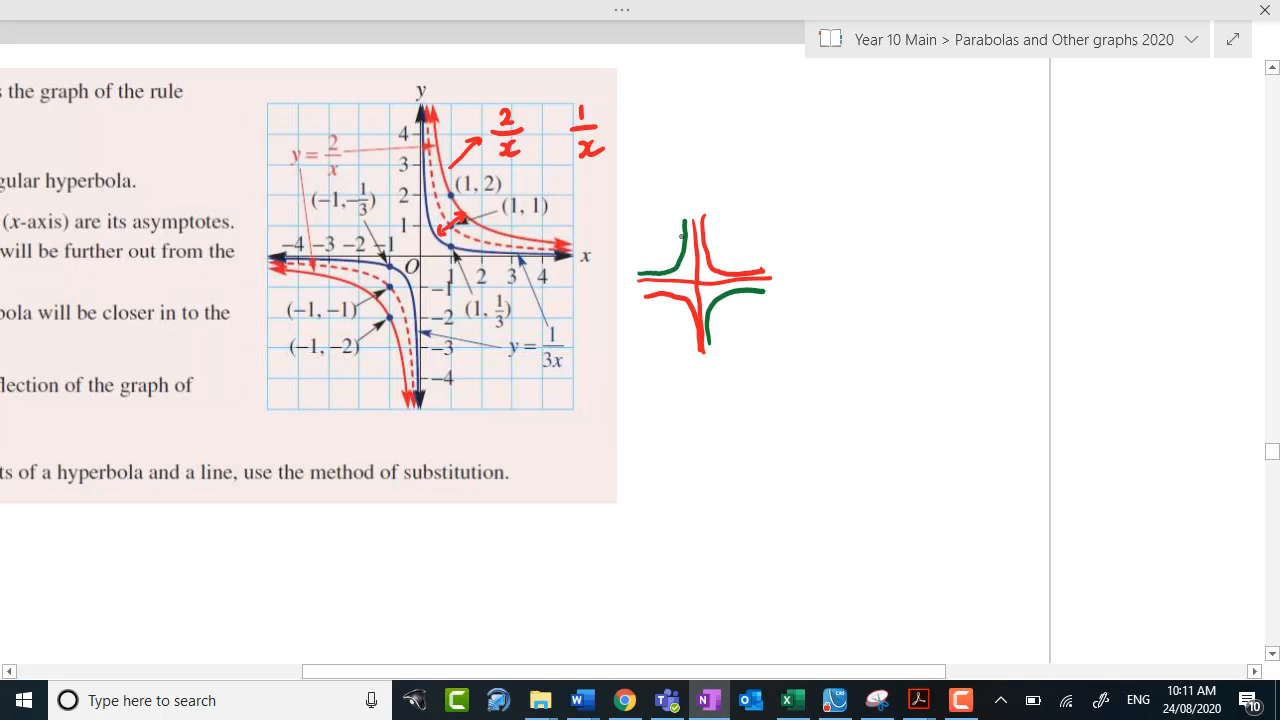 Year 10 Main > Parabolas and Other graphs 2020
s the graph of the rule
gular hyperbola.
(x-axis) are its asymptotes.
will be further out from the
bola will be closer in to the
flection of the graph of
ts of a hyperbola and a line, use the method of substitution.
y
4
3
2
1
y = 2/x
(−1, −1/3)
(1, 2)
(1, 1)
2/x
1/x
−4 −3 −2 −1
O
1 2 3 4
x
−1
−2
−3
−4
(−1, −1)
(−1, −2)
(1, 1/3)
y = 1/3x
Type here to search
ENG
10:11 AM
24/08/2020
10